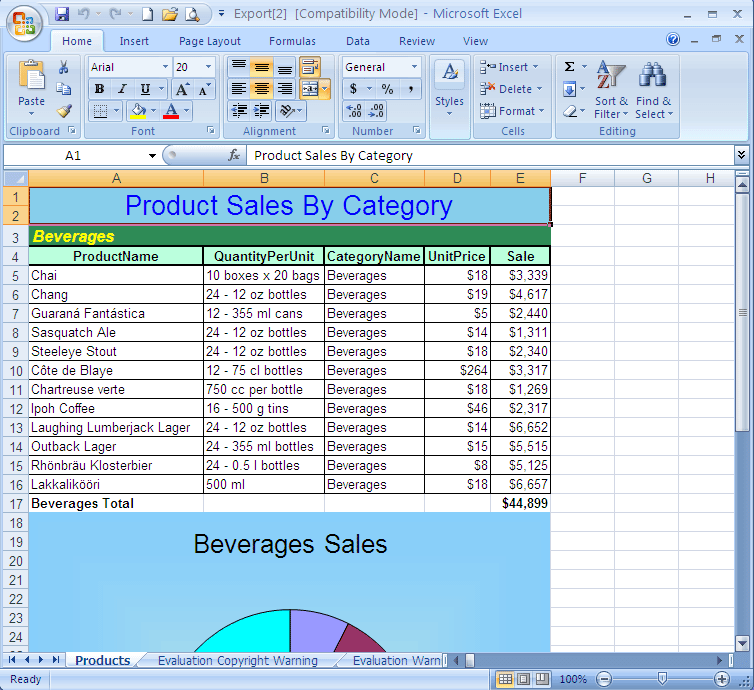 Export[2] [Compatibility Mode] - Microsoft Excel
Home Insert Page Layout Formulas Data Review View
Paste
Clipboard
Arial 20
B I U A A
A
Font
Alignment
General
$ % ,
Number
A
Styles
Insert
Delete
Format
Cells
Σ
Sort & Filter
Find & Select
Editing
A1 fx Product Sales By Category
A B C D E F G H
1 Product Sales By Category
2
3 Beverages
4 ProductName QuantityPerUnit CategoryName UnitPrice Sale
5 Chai 10 boxes x 20 bags Beverages $18 $3,339
6 Chang 24 - 12 oz bottles Beverages $19 $4,617
7 Guaraná Fantástica 12 - 355 ml cans Beverages $5 $2,440
8 Sasquatch Ale 24 - 12 oz bottles Beverages $14 $1,311
9 Steeleye Stout 24 - 12 oz bottles Beverages $18 $2,340
10 Côte de Blaye 12 - 75 cl bottles Beverages $264 $3,317
11 Chartreuse verte 750 cc per bottle Beverages $18 $1,269
12 Ipoh Coffee 16 - 500 g tins Beverages $46 $2,317
13 Laughing Lumberjack Lager 24 - 12 oz bottles Beverages $14 $6,652
14 Outback Lager 24 - 355 ml bottles Beverages $15 $5,515
15 Rhönbräu Klosterbier 24 - 0.5 l bottles Beverages $8 $5,125
16 Lakkalikööri 500 ml Beverages $18 $6,657
17 Beverages Total $44,899
18
19 Beverages Sales
20
21
22
23
24
Products Evaluation Copyright Warning Evaluation Warn
Ready 100%